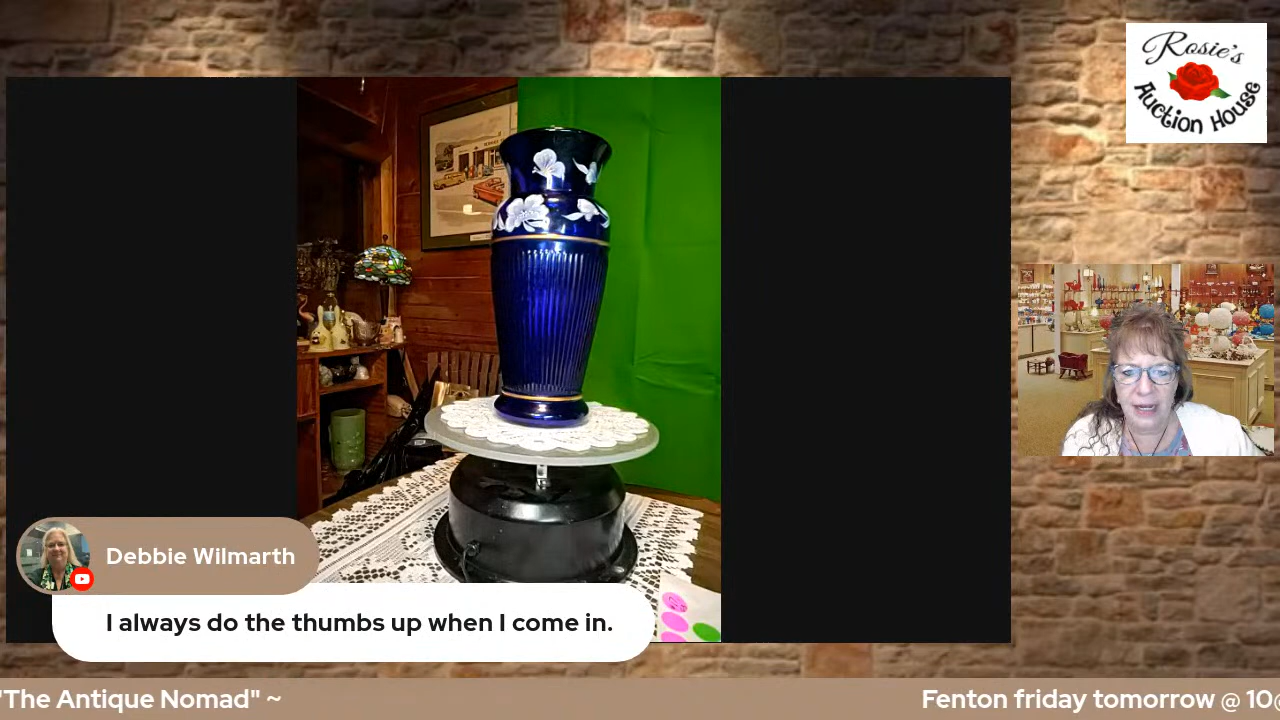 Rosie's
Auction House
Debbie Wilmarth
I always do the thumbs up when I come in.
"The Antique Nomad" ~
Fenton friday tomorrow @ 10@